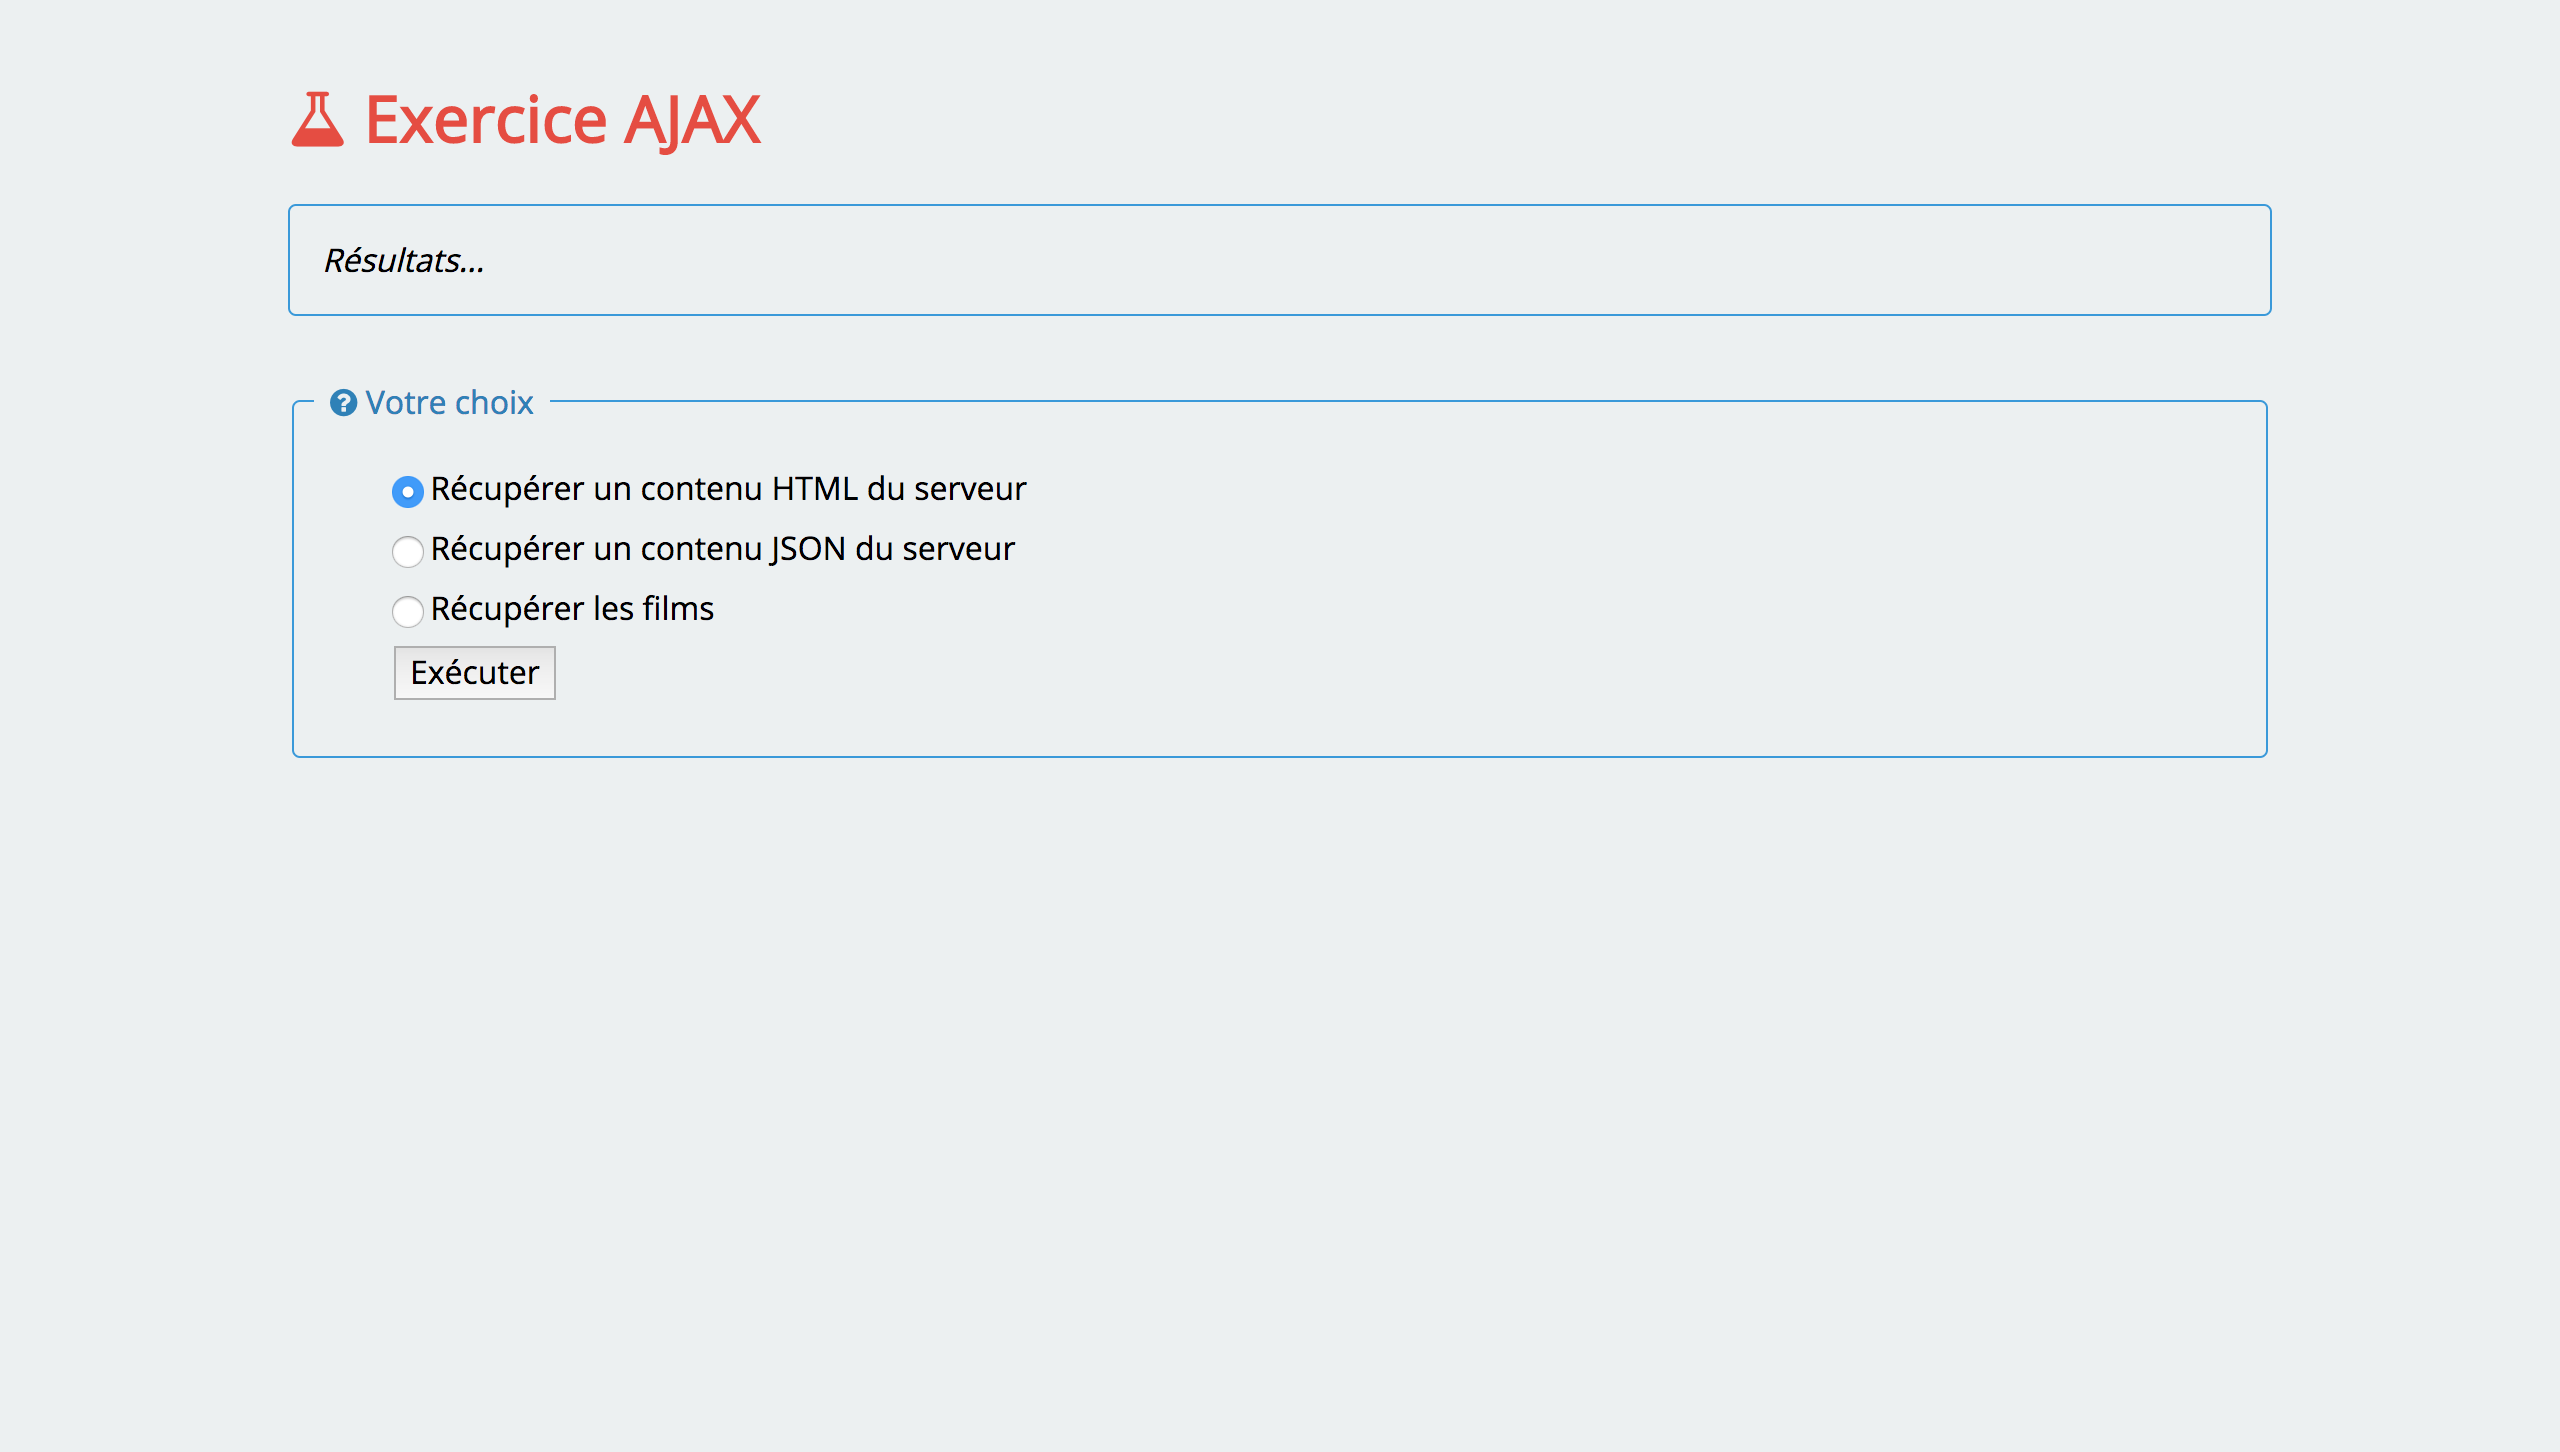 Exercice AJAX
Résultats...
Votre choix
Récupérer un contenu HTML du serveur
Récupérer un contenu JSON du serveur
Récupérer les films
Exécuter